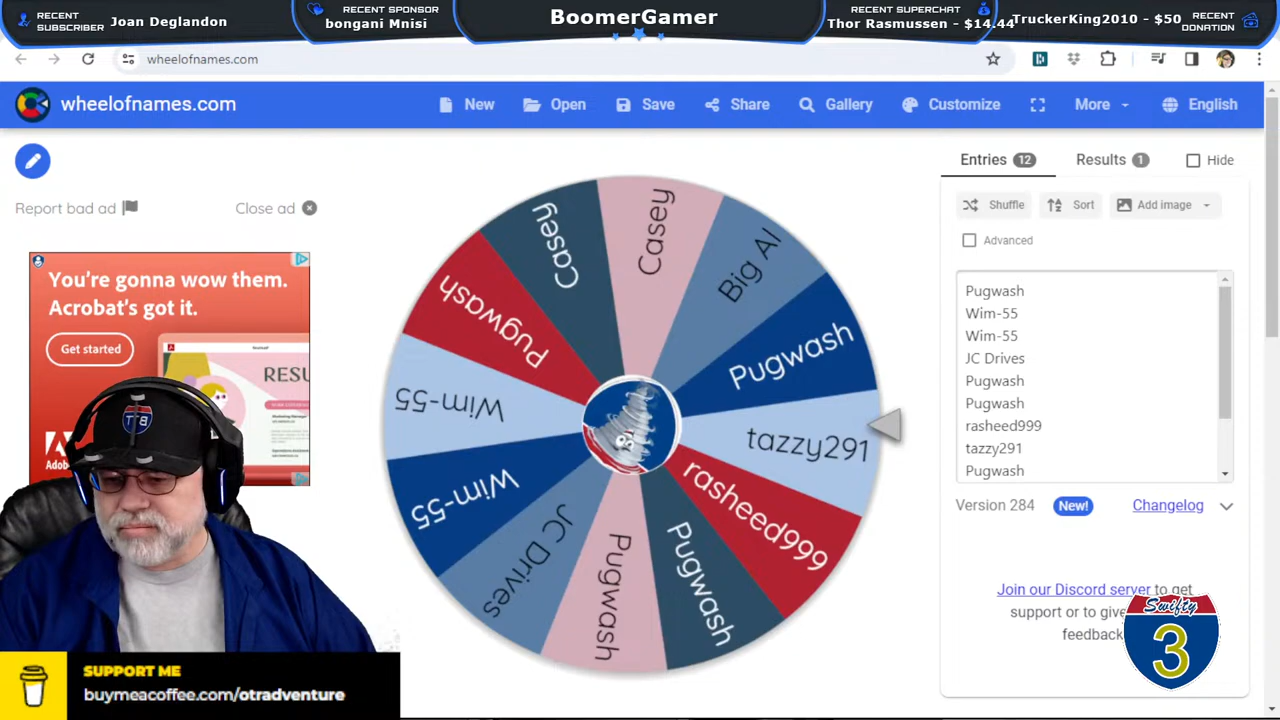 RECENT
SUBSCRIBER
Joan Deglandon
RECENT SPONSOR
bongani Mnisi
BoomerGamer
RECENT SUPERCHAT
Thor Rasmussen - $14.44
TruckerKing2010 - $50
RECENT
DONATION
wheelofnames.com
wheelofnames.com
New
Open
Save
Share
Gallery
Customize
More
English
Report bad ad
Close ad
You're gonna wow them.
Acrobat's got it.
Get started
RESU
Adob
TFB
Casey
Casey
Big Al
Pugwash
tazzy291
rasheed999
Pugwash
Pugwash
JC Drives
Wim-55
Wim-55
Pugwash
Entries 12
Results 1
Hide
Shuffle
Sort
Add image
Advanced
Pugwash
Wim-55
Wim-55
JC Drives
Pugwash
Pugwash
rasheed999
tazzy291
Pugwash
Version 284
New!
Changelog
Join our Discord server to get
support or to give
feedback
Swifty
3
SUPPORT ME
buymeacoffee.com/otradventure